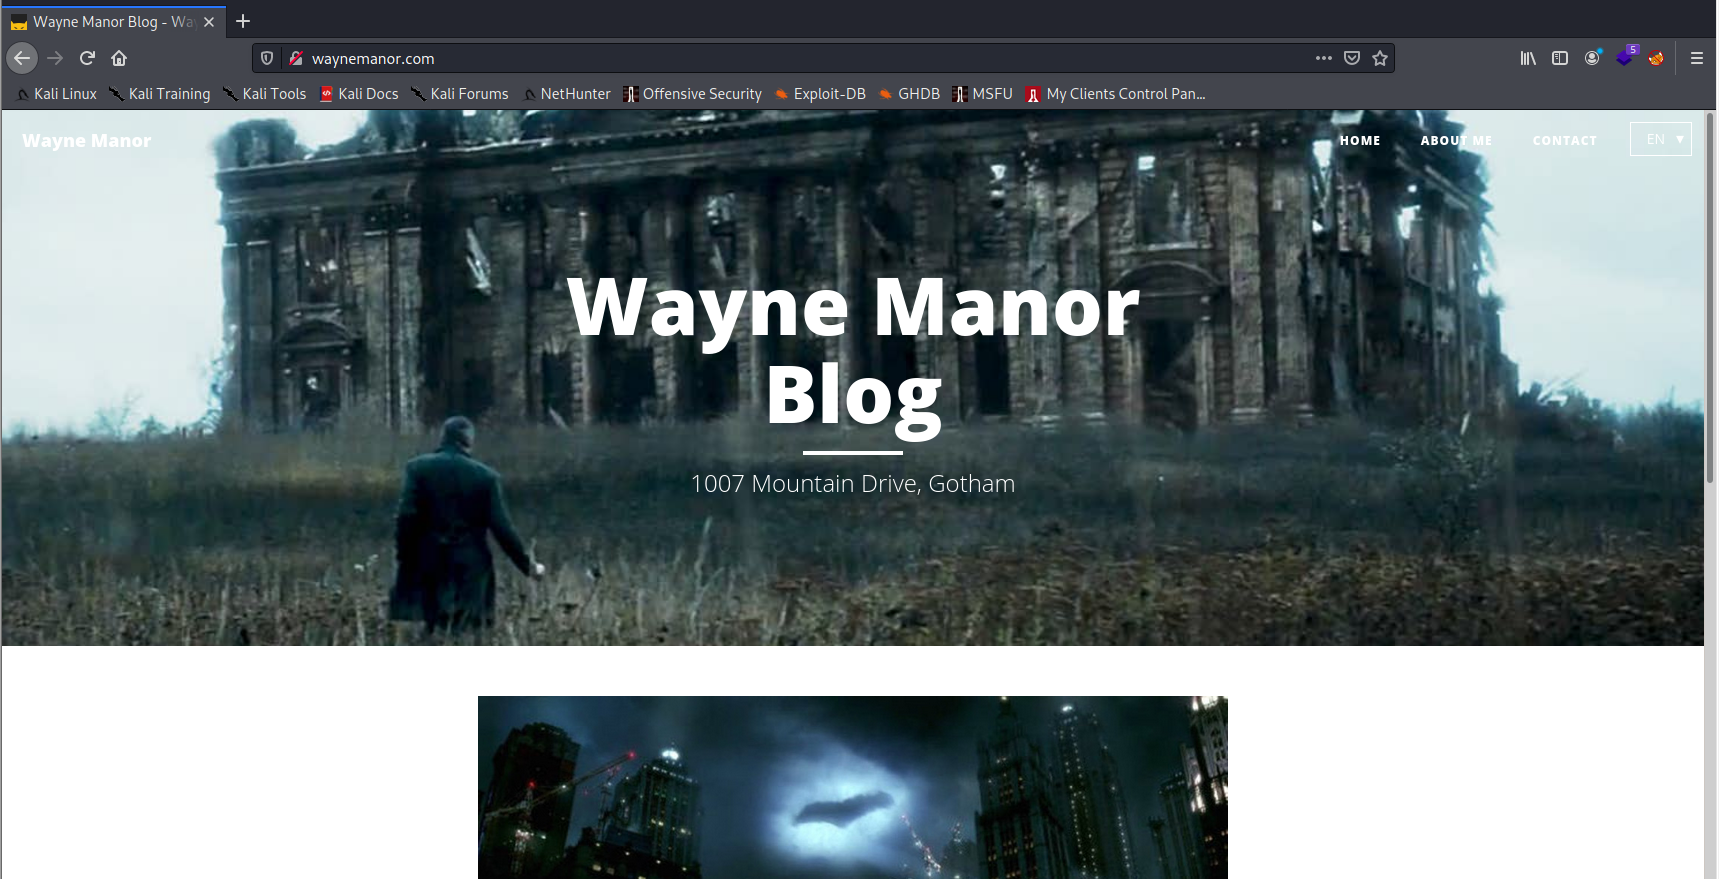 Wayne Manor Blog - Wa
waynemanor.com
5
Kali Linux Kali Training Kali Tools Kali Docs Kali Forums NetHunter Offensive Security Exploit-DB GHDB MSFU My Clients Control Pan...
Wayne Manor HOME ABOUT ME CONTACT EN
Wayne Manor
Blog
1007 Mountain Drive, Gotham